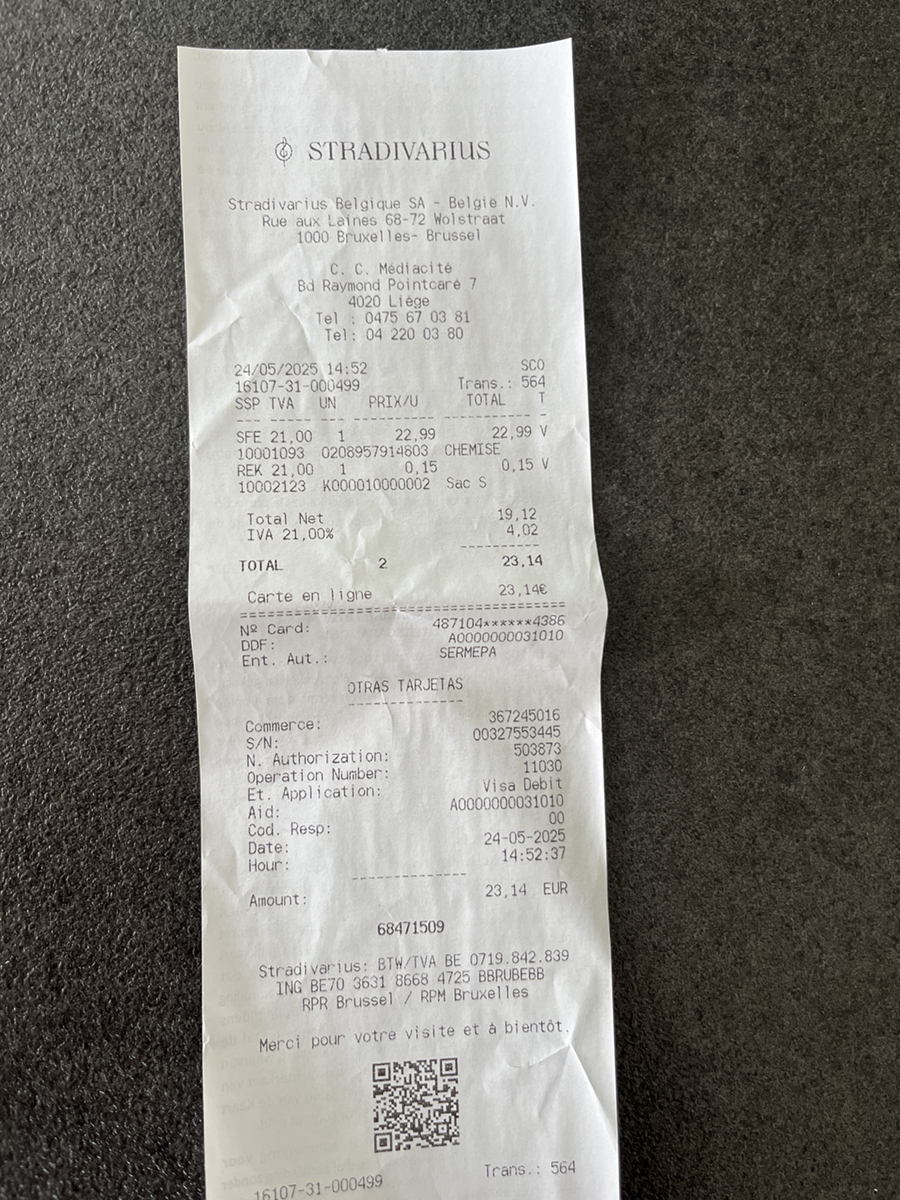 STRADIVARIUS
Stradivarius Belgique SA - België N.V.
Rue aux Laines 68-72 Wolstraat
1000 Bruxelles- Brussel
C. C. Médiacité
Bd Raymond Pointcaré 7
4020 Liège
Tel : 0475 67 03 81
Tel: 04 220 03 80
24/05/2025 14:52 SCO
16107-31-000499 Trans.: 564
SSP TVA UN PRIX/U TOTAL T
--- --- --- -------- ---------- -
SFE 21,00 1 22,99 22,99 V
10001093 0208957914803 CHEMISE
REK 21,00 1 0,15 0,15 V
10002123 K000010000002 Sac S
Total Net 19,12
IVA 21,00% 4,02
----------
TOTAL 2 23,14
Carte en ligne 23,14€
========================================
Nº Card: 487104******4386
DDF: A0000000031010
Ent. Aut.: SERMEPA
OTRAS TARJETAS
--------------
Commerce: 367245016
S/N: 00327553445
N. Authorization: 503873
Operation Number: 11030
Et. Application: Visa Debit
Aid: A0000000031010
Cod. Resp: 00
Date: 24-05-2025
Hour: 14:52:37
--------------
Amount: 23,14 EUR
68471509
Stradivarius: BTW/TVA BE 0719.842.839
ING BE70 3631 8668 4725 BBRUBEBB
RPR Brussel / RPM Bruxelles
Merci pour votre visite et à bientôt.
16107-31-000499 Trans.: 564